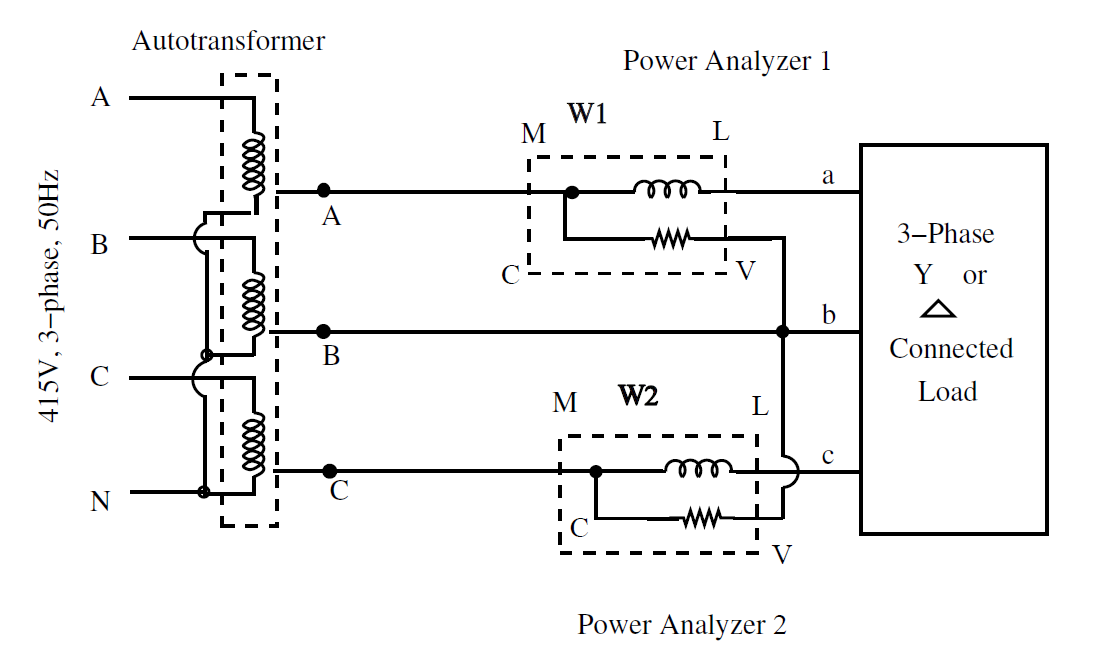 Autotransformer
Power Analyzer 1
A
W1
M
L
415V, 3−phase, 50Hz
a
A
B
3−Phase
C
V
Y or
b
B
Connected
C
Load
W2
M
L
c
C
N
C
V
Power Analyzer 2